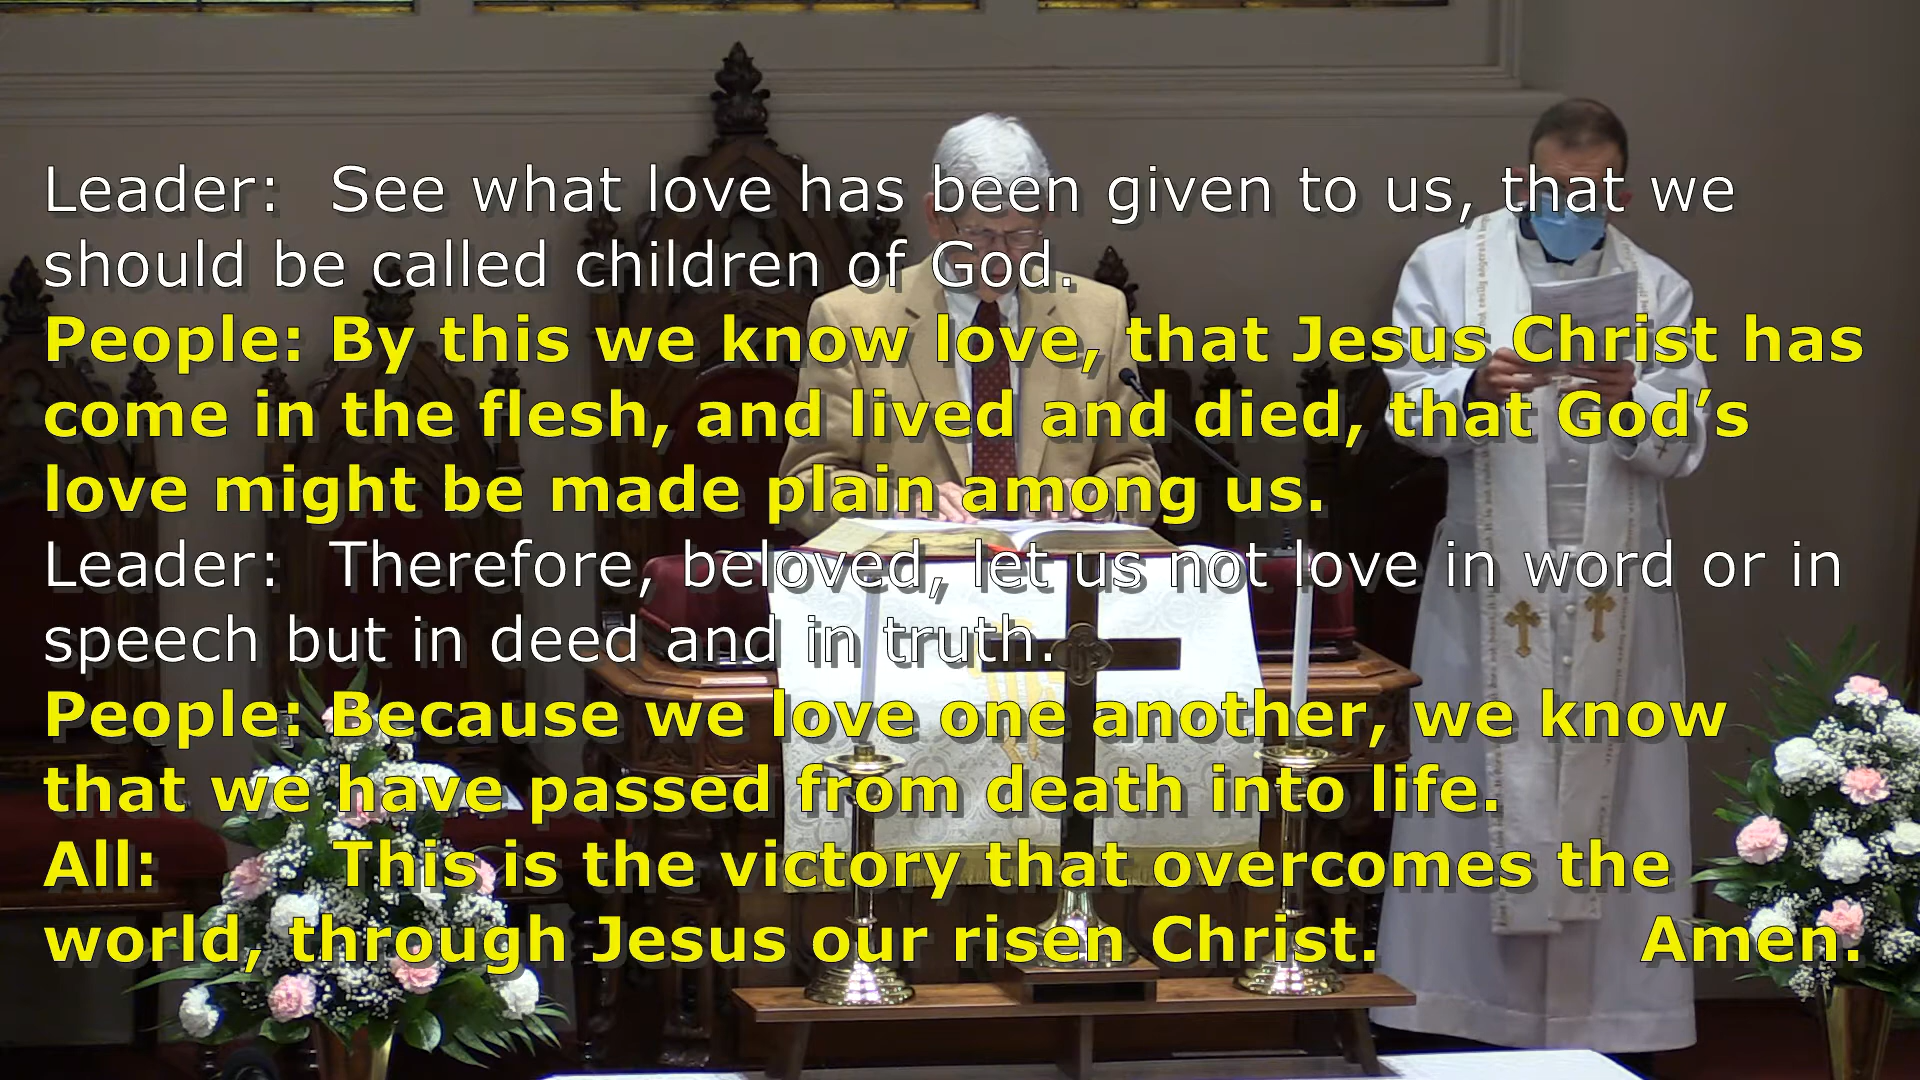 Leader: See what love has been given to us, that we
should be called children of God.
People: By this we know love, that Jesus Christ has
come in the flesh, and lived and died, that God’s
love might be made plain among us.
Leader: Therefore, beloved, let us not love in word or in
speech but in deed and in truth.
People: Because we love one another, we know
that we have passed from death into life.
All: This is the victory that overcomes the
world, through Jesus our risen Christ. Amen.